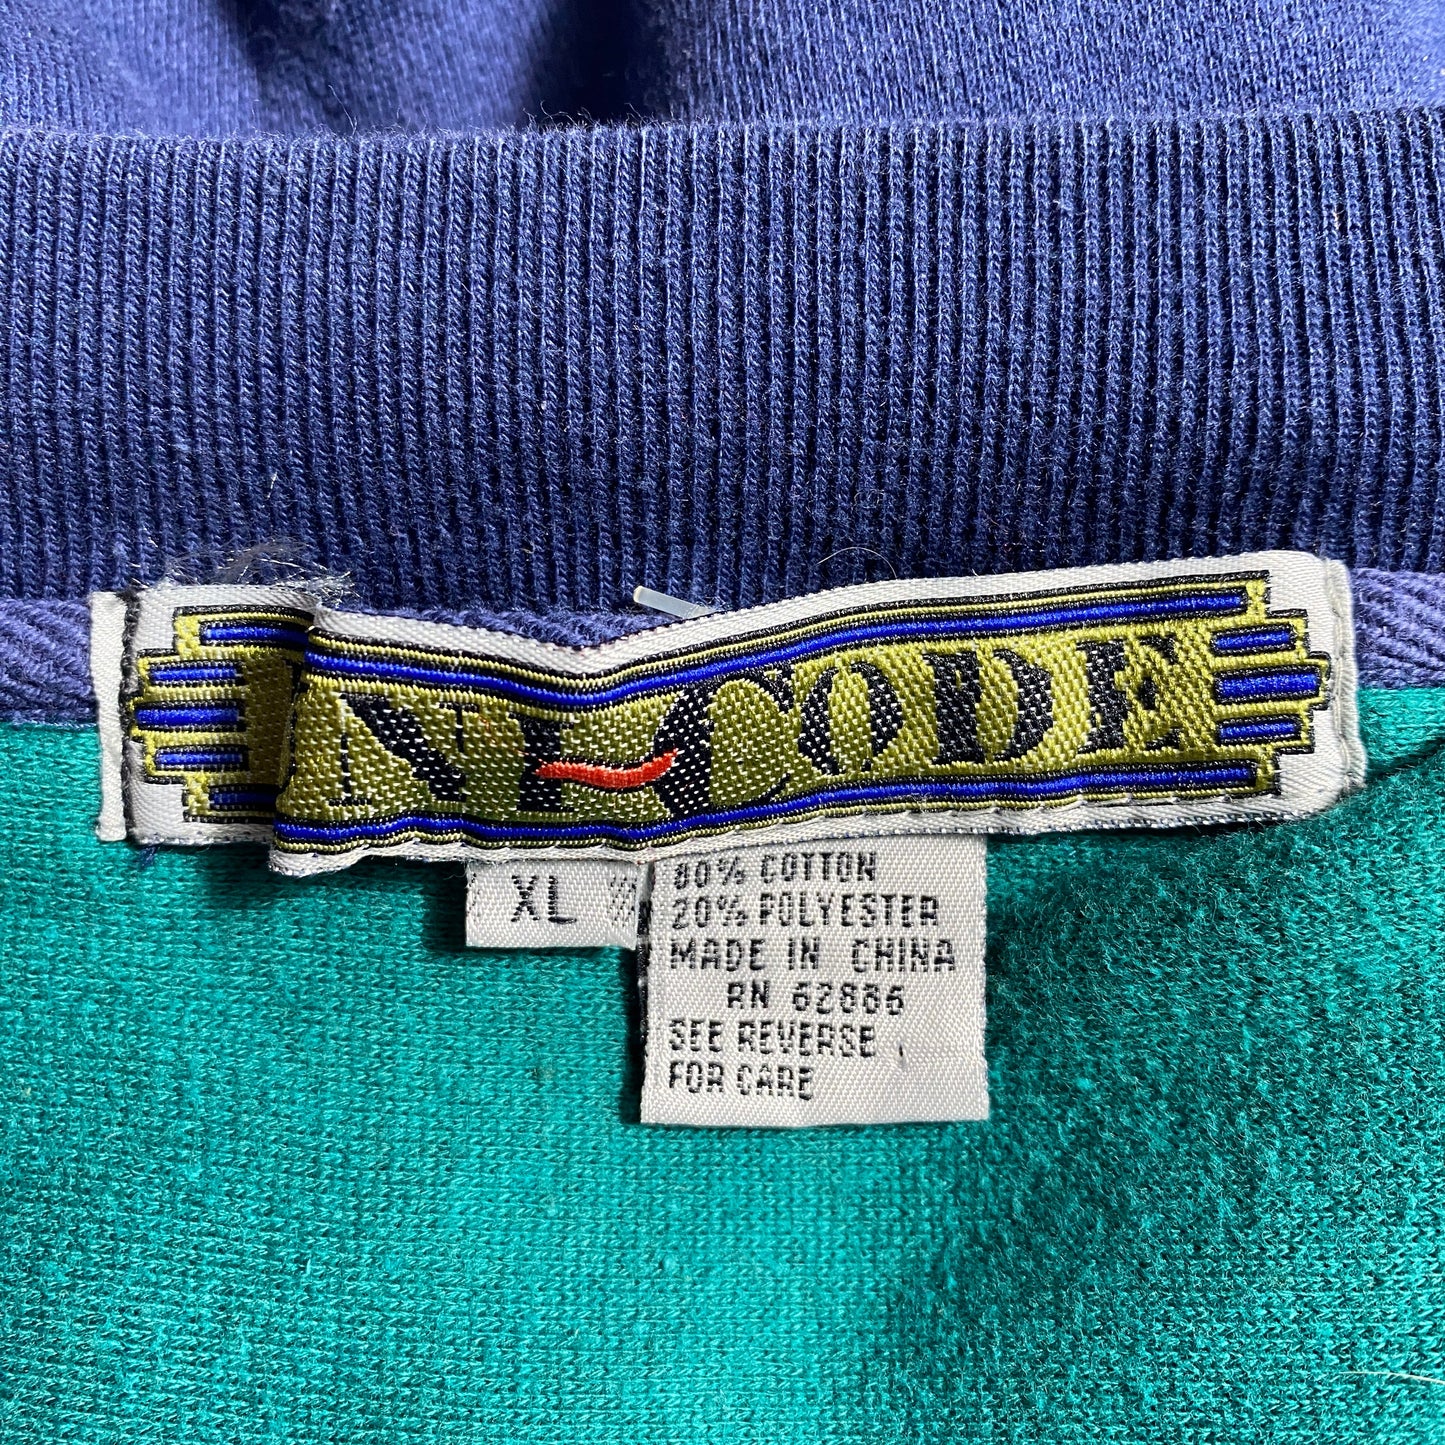 CODE
XL
80% COTTON
20% POLYESTER
MADE IN CHINA
RN 62886
SEE REVERSE
FOR CARE